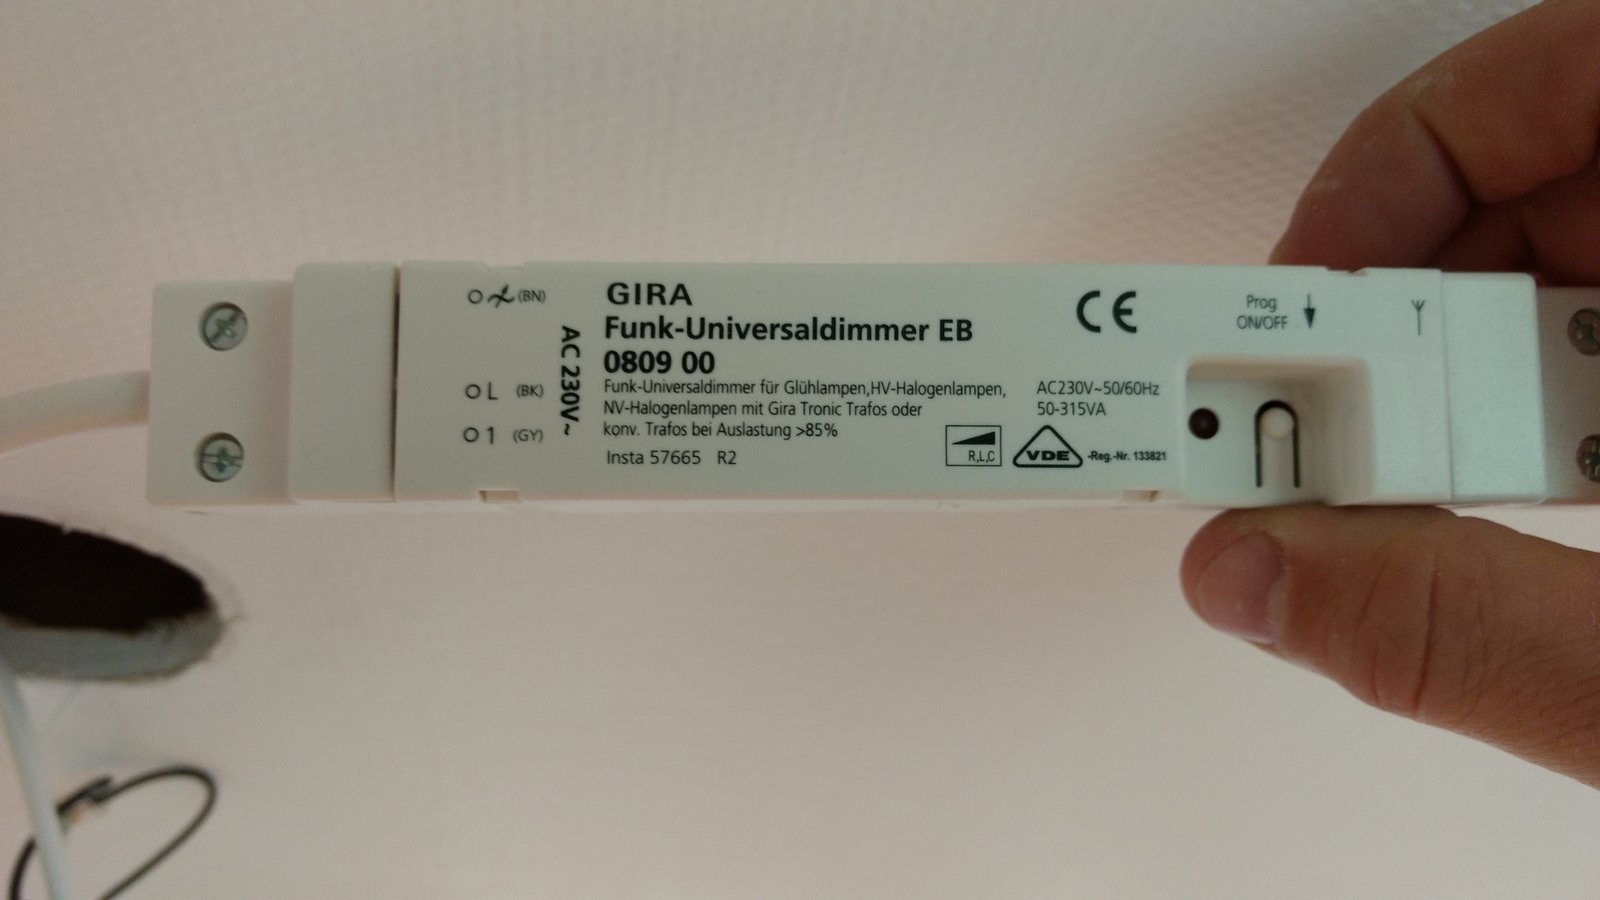 (BN)
L (BK)
1 (GY)
AC 230V~
GIRA
Funk-Universaldimmer EB
0809 00
Funk-Universaldimmer für Glühlampen,HV-Halogenlampen,
NV-Halogenlampen mit Gira Tronic Trafos oder
konv. Trafos bei Auslastung >85%
Insta 57665 R2
CE
AC230V~50/60Hz
50-315VA
R,L,C
VDE -Reg.-Nr. 133821
Prog
ON/OFF